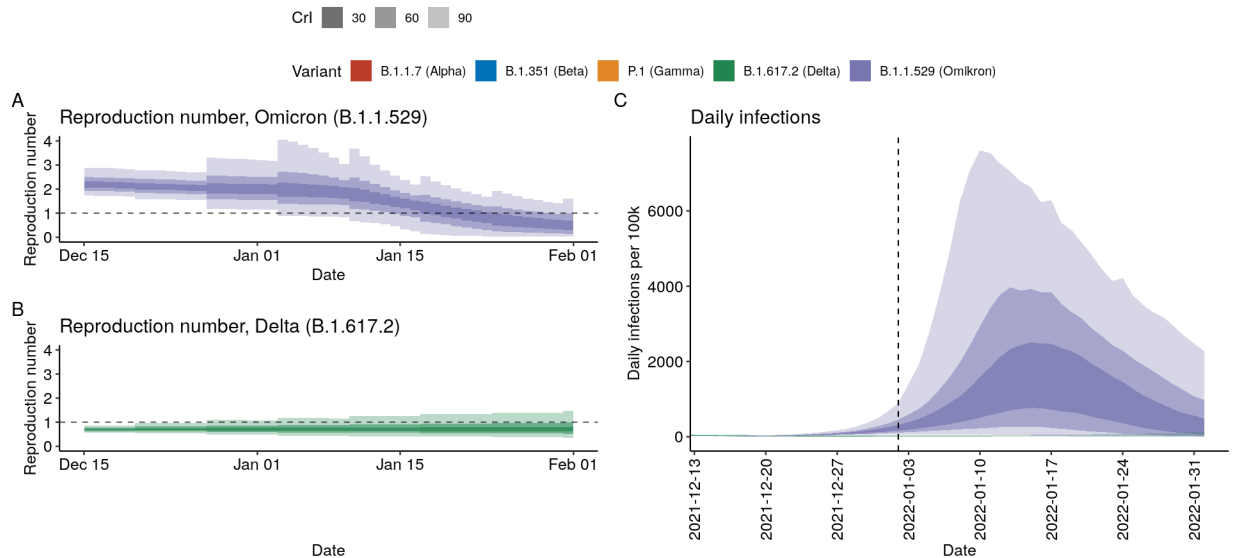 CrI 30 60 90
Variant B.1.1.7 (Alpha) B.1.351 (Beta) P.1 (Gamma) B.1.617.2 (Delta) B.1.1.529 (Omikron)
A
Reproduction number, Omicron (B.1.1.529)
Reproduction number
4
3
2
1
0
Dec 15 Jan 01 Jan 15 Feb 01
Date
B
Reproduction number, Delta (B.1.617.2)
Reproduction number
4
3
2
1
0
Dec 15 Jan 01 Jan 15 Feb 01
Date
C
Daily infections
Daily infections per 100k
6000
4000
2000
0
2021-12-13
2021-12-20
2021-12-27
2022-01-03
2022-01-10
2022-01-17
2022-01-24
2022-01-31
Date